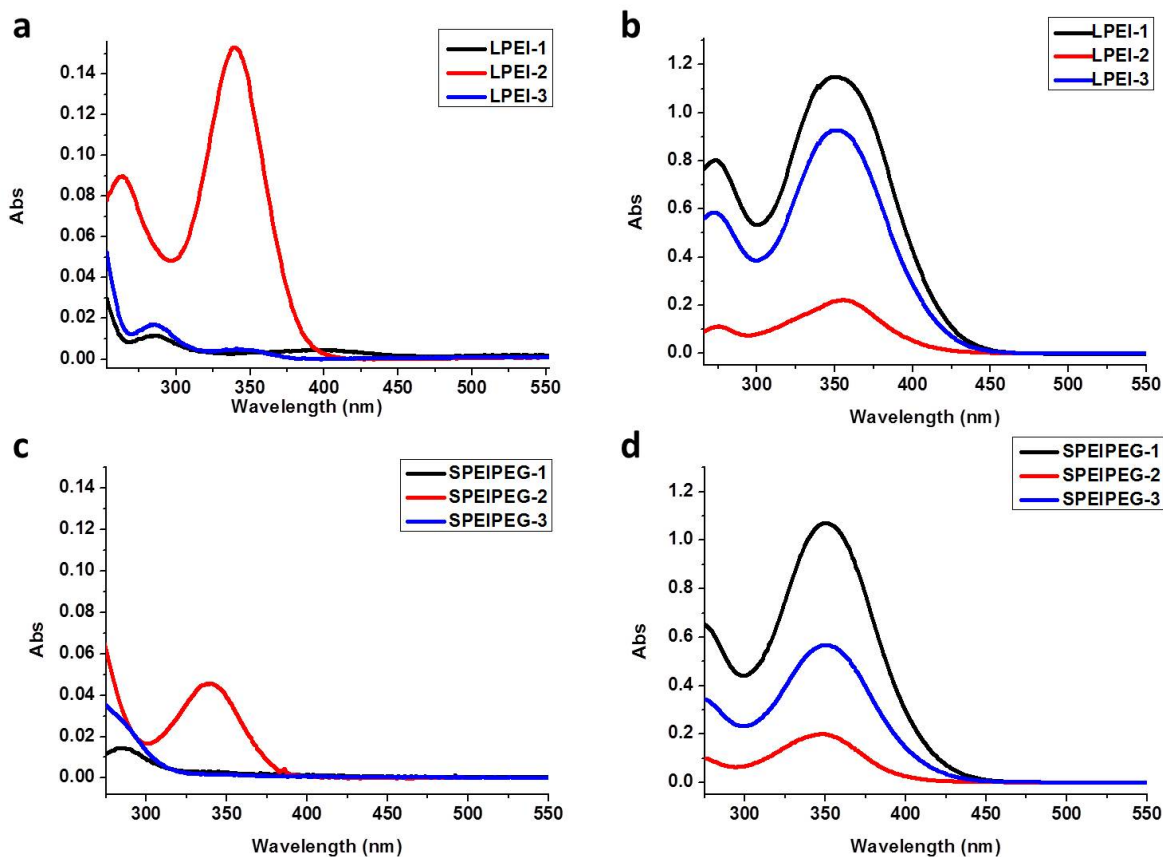 a
LPEI-1
LPEI-2
LPEI-3
0.14
0.12
0.10
0.08
0.06
0.04
0.02
0.00
Abs
300 350 400 450 500 550
Wavelength (nm)
b
LPEI-1
LPEI-2
LPEI-3
1.2
1.0
0.8
0.6
0.4
0.2
0.0
Abs
300 350 400 450 500 550
Wavelength (nm)
c
SPEIPEG-1
SPEIPEG-2
SPEIPEG-3
0.14
0.12
0.10
0.08
0.06
0.04
0.02
0.00
Abs
300 350 400 450 500 550
Wavelength (nm)
d
SPEIPEG-1
SPEIPEG-2
SPEIPEG-3
1.2
1.0
0.8
0.6
0.4
0.2
0.0
Abs
300 350 400 450 500 550
Wavelength (nm)